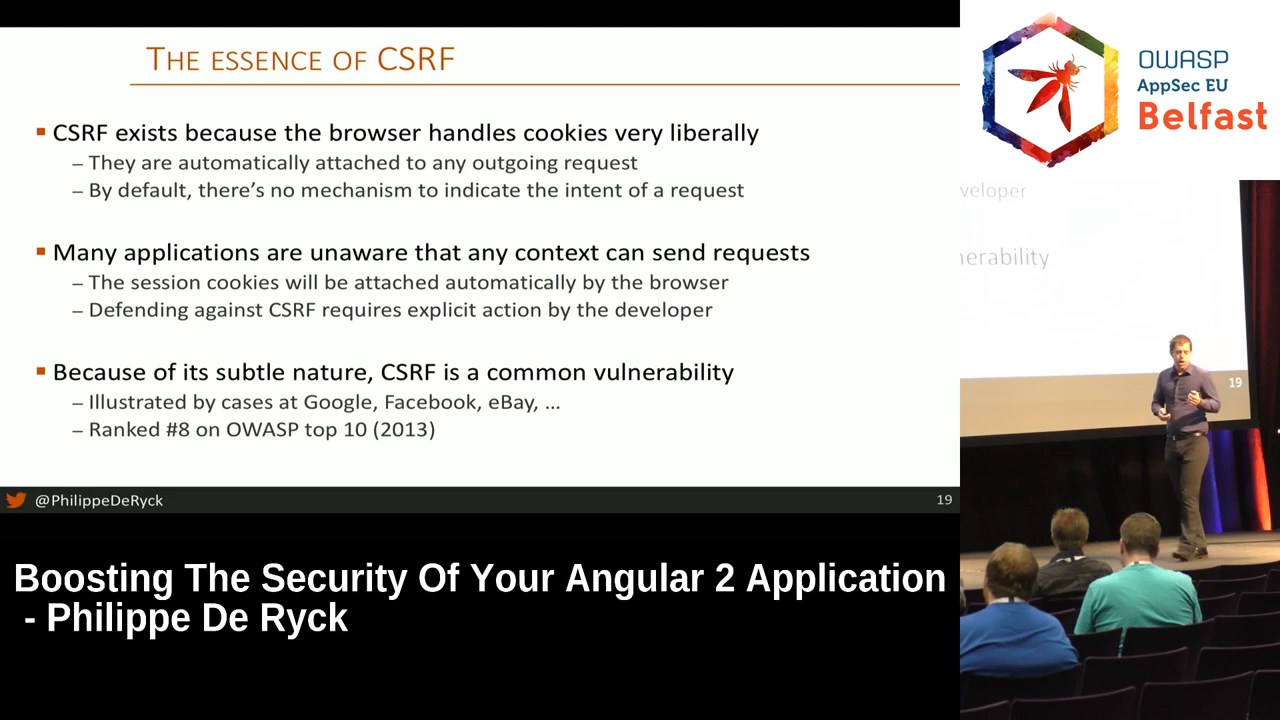 THE ESSENCE OF CSRF
▪ CSRF exists because the browser handles cookies very liberally
– They are automatically attached to any outgoing request
– By default, there's no mechanism to indicate the intent of a request
▪ Many applications are unaware that any context can send requests
– The session cookies will be attached automatically by the browser
– Defending against CSRF requires explicit action by the developer
▪ Because of its subtle nature, CSRF is a common vulnerability
– Illustrated by cases at Google, Facebook, eBay, ...
– Ranked #8 on OWASP top 10 (2013)
@PhilippeDeRyck
19
OWASP
AppSec EU
Belfast
veloper
nerability
19
Boosting The Security Of Your Angular 2 Application
- Philippe De Ryck